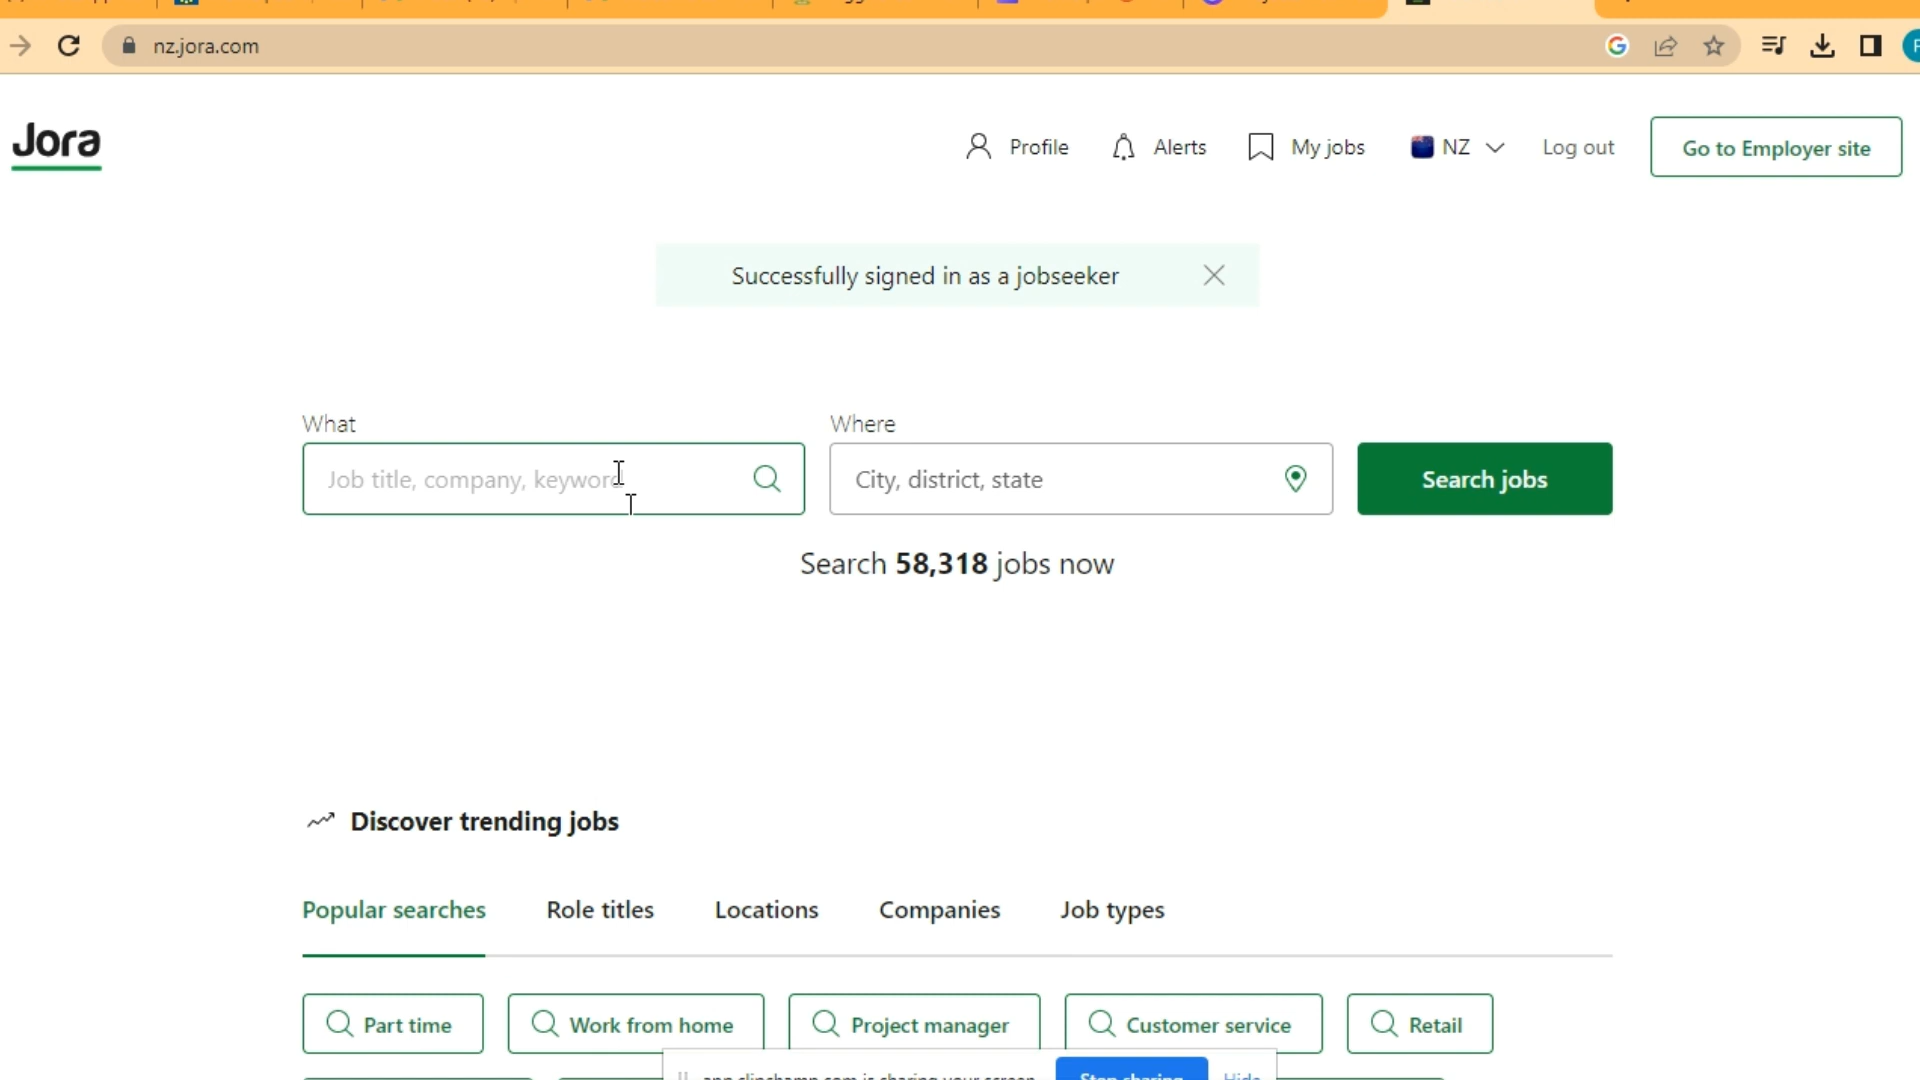 nz.jora.com
Jora
Profile
Alerts
My jobs
NZ
Log out
Go to Employer site
Successfully signed in as a jobseeker
What
Where
Job title, company, keyword
City, district, state
Search jobs
Search 58,318 jobs now
Discover trending jobs
Popular searches
Role titles
Locations
Companies
Job types
Part time
Work from home
Project manager
Customer service
Retail
app.clipchamp.com is sharing your screen.
Stop sharing
Hide